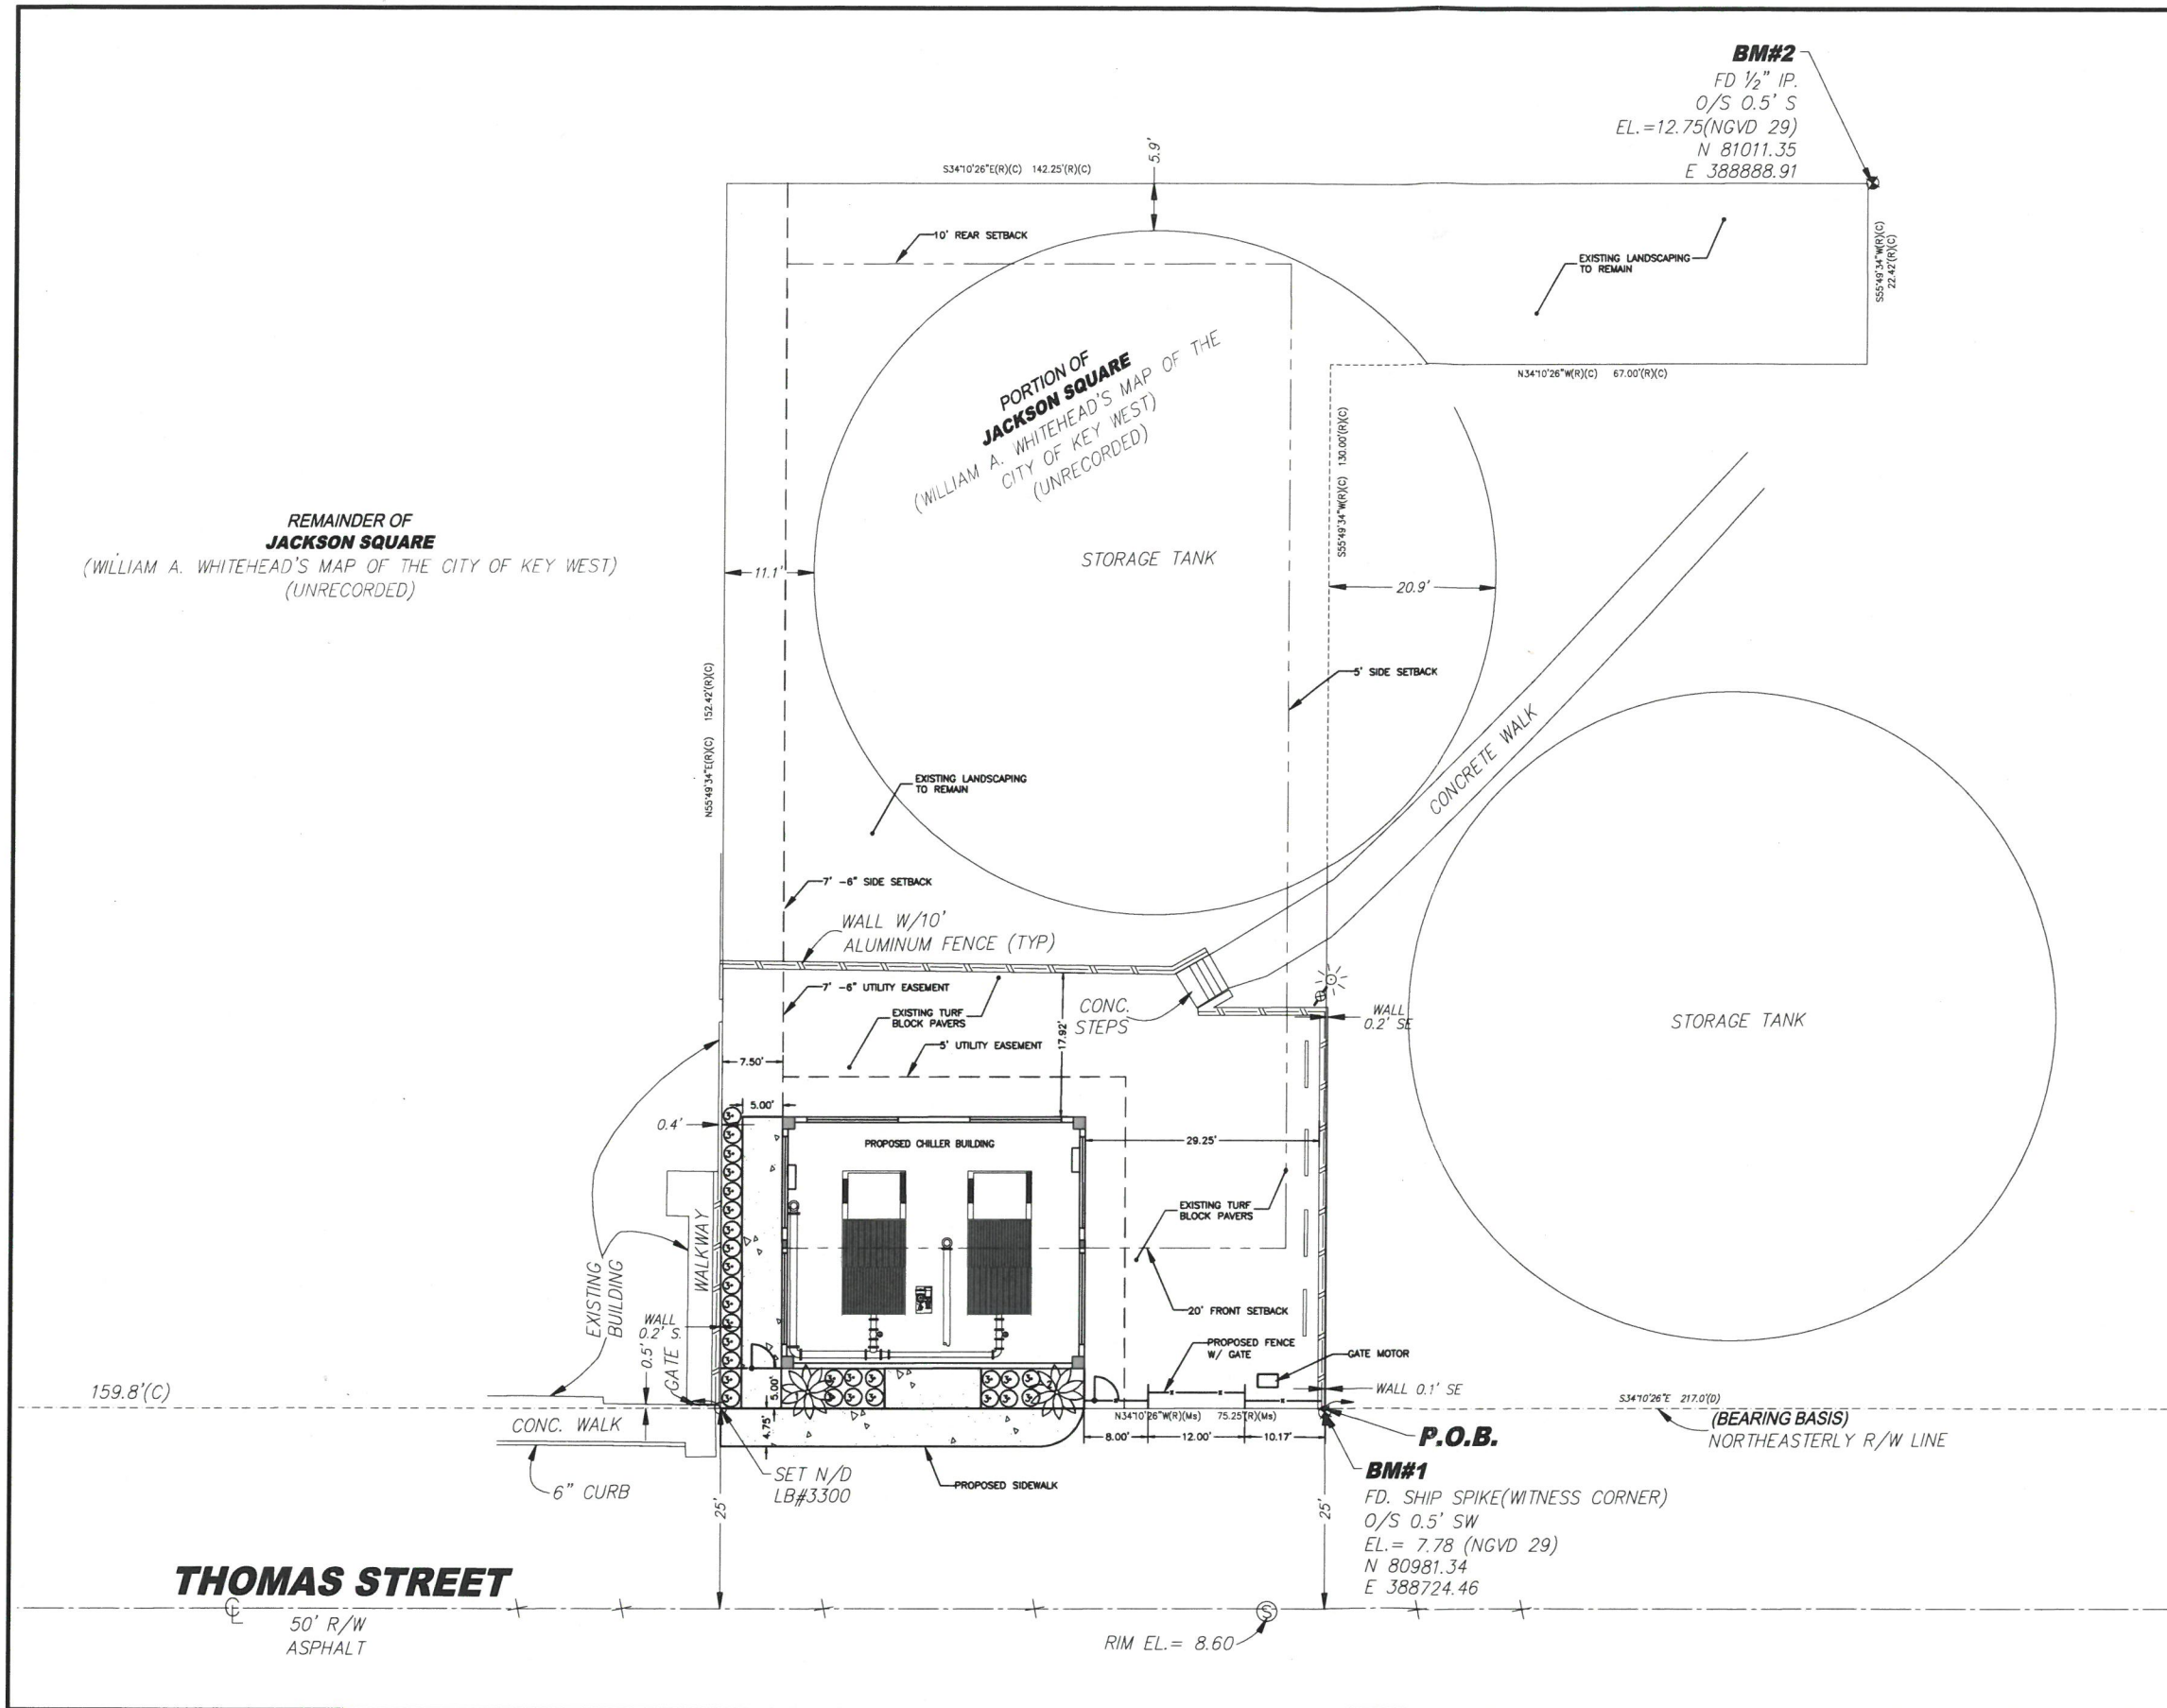 BM#2
FD 1/2" IP.
O/S 0.5' S
EL.=12.75(NGVD 29)
N 81011.35
E 388888.91
5.9'
S34°10'26"E(R)(C) 142.25'(R)(C)
S55°49'34"W(R)(C)
22.42'(R)(C)
10' REAR SETBACK
EXISTING LANDSCAPING
TO REMAIN
PORTION OF
JACKSON SQUARE
(WILLIAM A. WHITEHEAD'S MAP OF THE
CITY OF KEY WEST)
(UNRECORDED)
N34°10'26"W(R)(C) 67.00'(R)(C)
S55°49'34"W(R)(C) 130.00'(R)(C)
REMAINDER OF
JACKSON SQUARE
(WILLIAM A. WHITEHEAD'S MAP OF THE CITY OF KEY WEST)
(UNRECORDED)
STORAGE TANK
11.1'
20.9'
5' SIDE SETBACK
N55°49'34"E(R)(C) 152.42'(R)(C)
CONCRETE WALK
EXISTING LANDSCAPING
TO REMAIN
7' -6" SIDE SETBACK
WALL W/10'
ALUMINUM FENCE (TYP)
7' -6" UTILITY EASEMENT
EXISTING TURF
BLOCK PAVERS
CONC.
STEPS
17.92'
WALL
0.2' SE
STORAGE TANK
5' UTILITY EASEMENT
7.50'
5.00'
0.4'
PROPOSED CHILLER BUILDING
29.25'
EXISTING TURF
BLOCK PAVERS
WALKWAY
EXISTING
BUILDING
WALL
0.2' S.
0.5'
GATE
20' FRONT SETBACK
PROPOSED FENCE
W/ GATE
GATE MOTOR
WALL 0.1' SE
159.8'(C)
5.00'
4.75'
CONC. WALK
N34°10'26"W(R)(Ms) 75.25'(R)(Ms)
8.00'
12.00'
10.17'
S34°10'26"E 217.0'(D)
(BEARING BASIS)
NORTHEASTERLY R/W LINE
P.O.B.
BM#1
FD. SHIP SPIKE(WITNESS CORNER)
O/S 0.5' SW
EL.= 7.78 (NGVD 29)
N 80981.34
E 388724.46
SET N/D
LB#3300
PROPOSED SIDEWALK
6" CURB
25'
25'
THOMAS STREET
50' R/W
ASPHALT
S
RIM EL.= 8.60